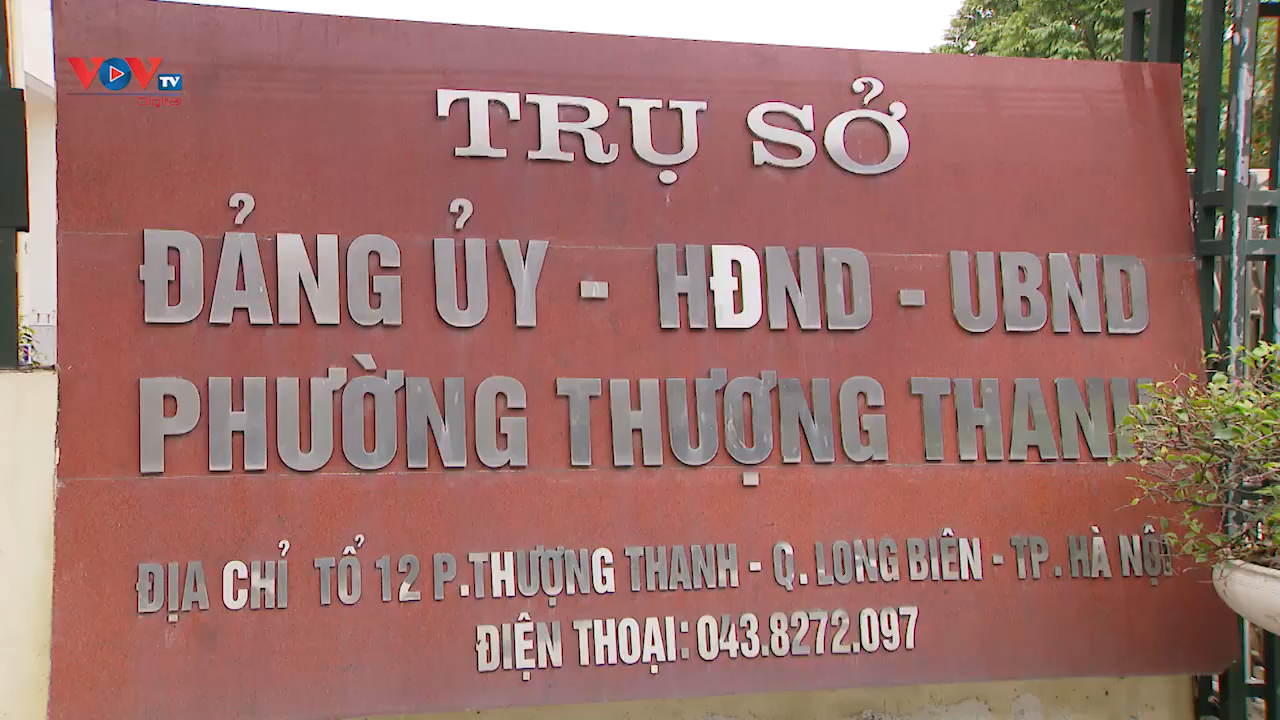 VOV TV
Digital
TRỤ SỞ
ĐẢNG ỦY - HĐND - UBND
PHƯỜNG THƯỢNG THANH
ĐỊA CHỈ TỔ 12 P.THƯỢNG THANH - Q. LONG BIÊN - TP. HÀ NỘI
ĐIỆN THOẠI: 043.8272.097